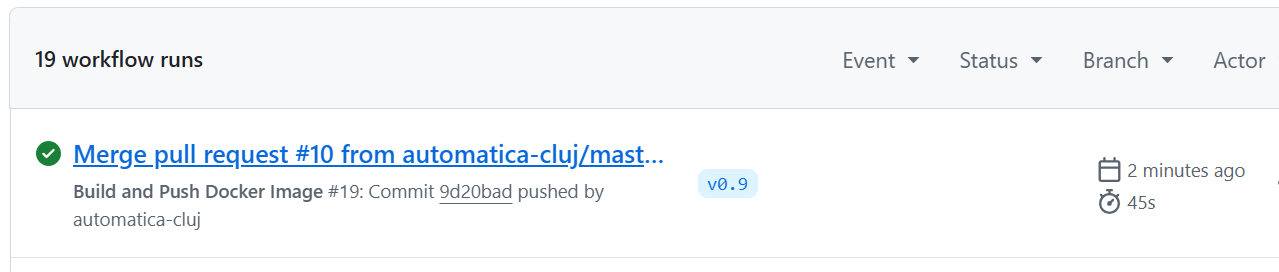 19 workflow runs
Event
Status
Branch
Actor
Merge pull request #10 from automatica-cluj/mast...
Build and Push Docker Image #19: Commit 9d20bad pushed by
automatica-cluj
v0.9
2 minutes ago
45s